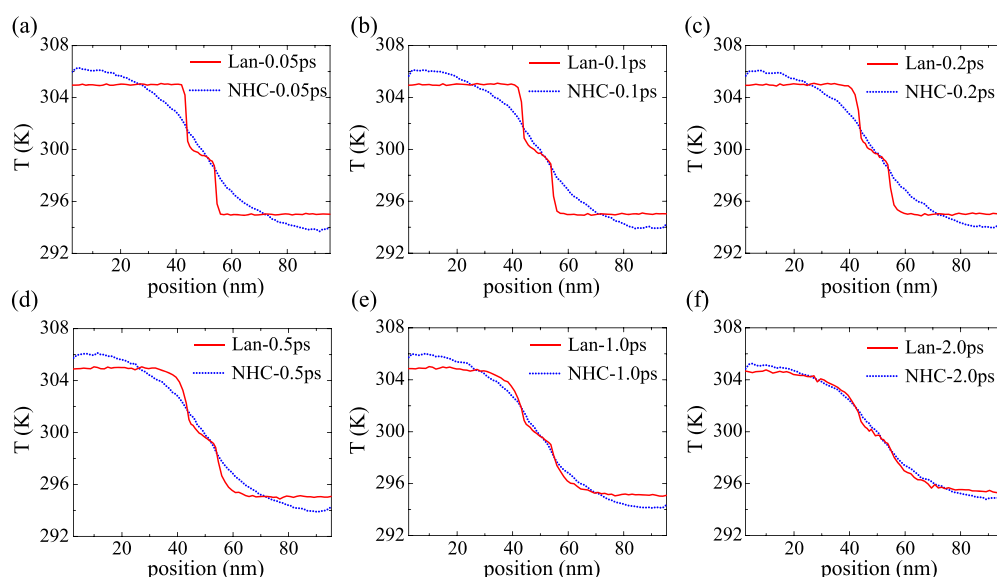 (a)
308
304
300
296
292
T (K)
Lan-0.05ps
NHC-0.05ps
20 40 60 80
position (nm)
(b)
308
304
300
296
292
T (K)
Lan-0.1ps
NHC-0.1ps
20 40 60 80
position (nm)
(c)
308
304
300
296
292
T (K)
Lan-0.2ps
NHC-0.2ps
20 40 60 80
position (nm)
(d)
308
304
300
296
292
T (K)
Lan-0.5ps
NHC-0.5ps
20 40 60 80
position (nm)
(e)
308
304
300
296
292
T (K)
Lan-1.0ps
NHC-1.0ps
20 40 60 80
position (nm)
(f)
308
304
300
296
292
T (K)
Lan-2.0ps
NHC-2.0ps
20 40 60 80
position (nm)